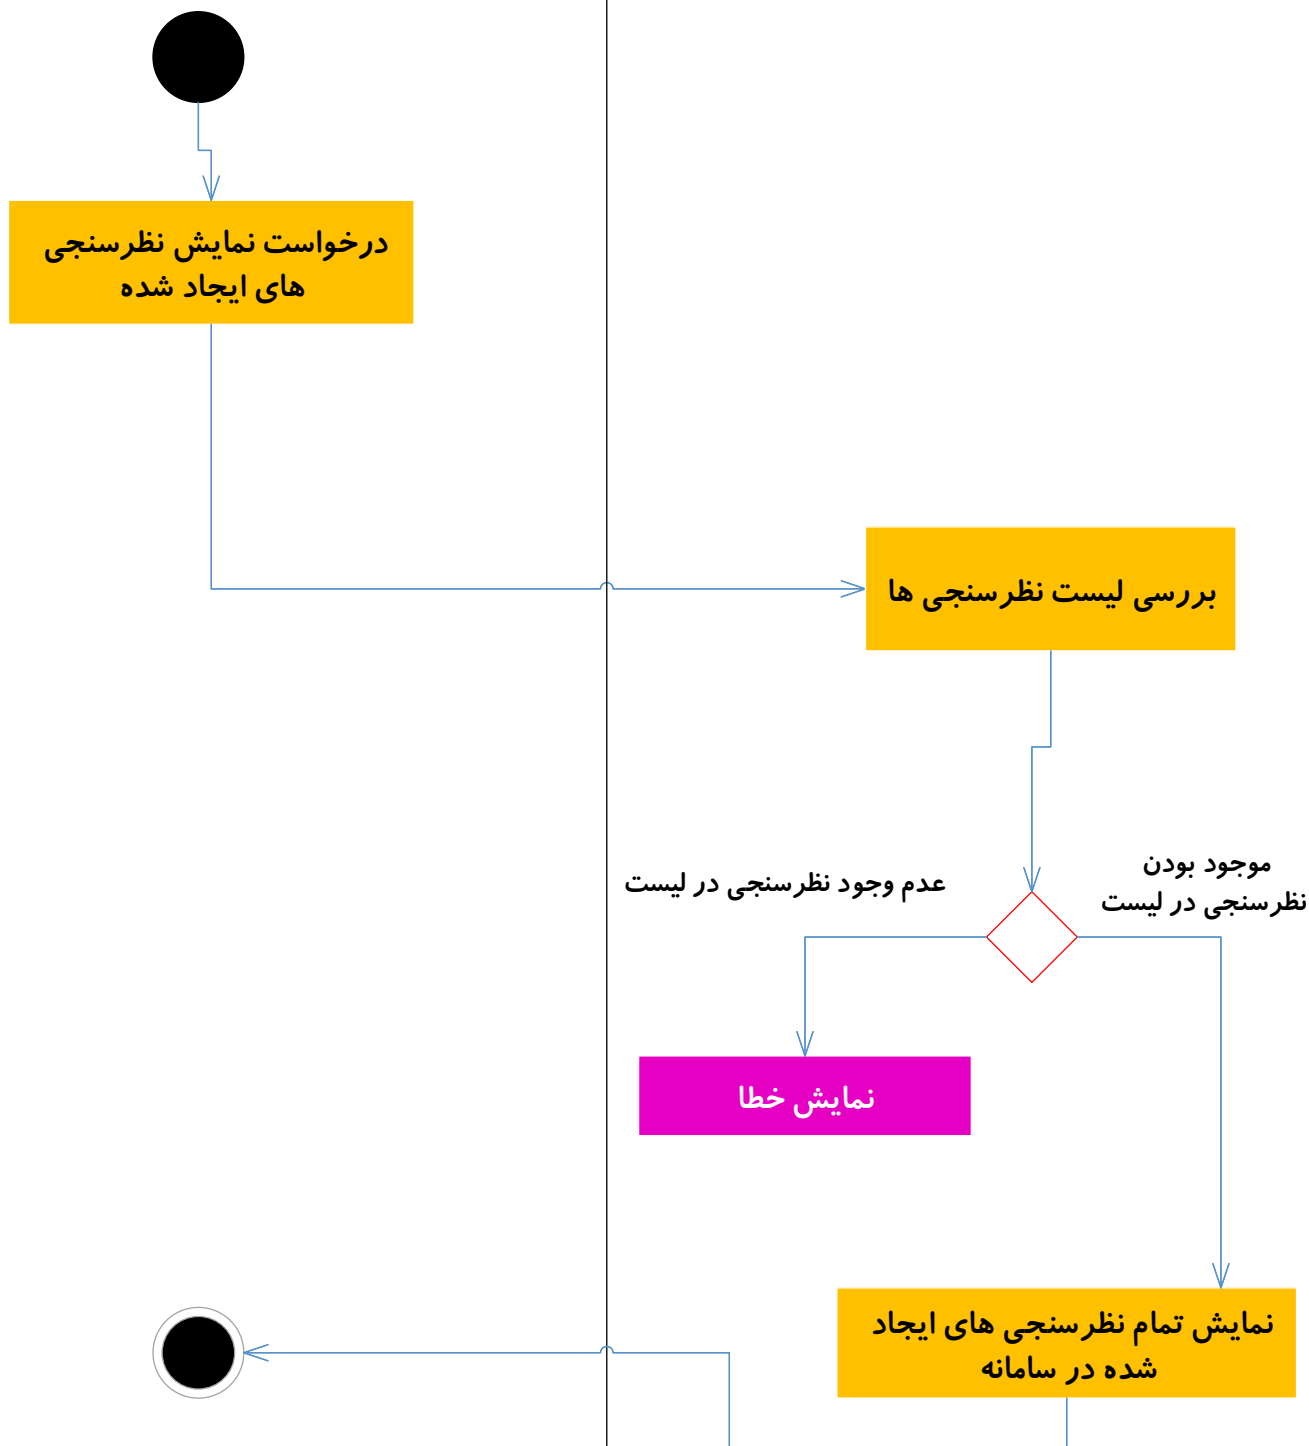 درخواست نمایش نظرسنجی
های ایجاد شده
بررسی لیست نظرسنجی ها
موجود بودن
نظرسنجی در لیست
عدم وجود نظرسنجی در لیست
نمایش خطا
نمایش تمام نظرسنجی های ایجاد
شده در سامانه